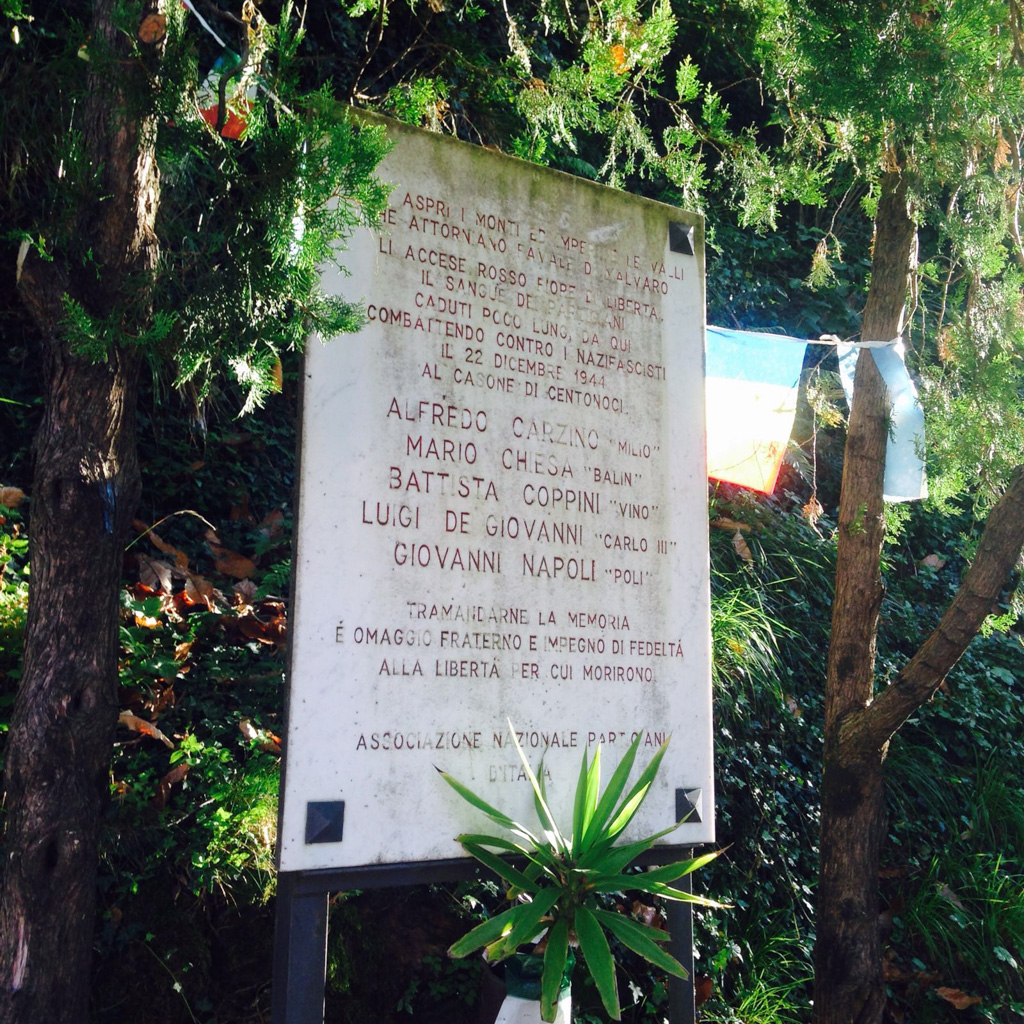 ASPRI I MONTI ED IMPERVIE LE VALLI
CHE ATTORNIANO FAVALE DI MALVARO
LI ACCESE ROSSO FIORE DI LIBERTÀ
IL SANGUE DEI PARTIGIANI
CADUTI POCO LUNGI DA QUI
COMBATTENDO CONTRO I NAZIFASCISTI
IL 22 DICEMBRE 1944
AL CASONE DI CENTONOCI.
ALFREDO CARZINO "MILIO"
MARIO CHIESA "BALIN"
BATTISTA COPPINI "VINO"
LUIGI DE GIOVANNI "CARLO III"
GIOVANNI NAPOLI "POLI"
TRAMANDARNE LA MEMORIA
É OMAGGIO FRATERNO E IMPEGNO DI FEDELTÁ
ALLA LIBERTÁ PER CUI MORIRONO
ASSOCIAZIONE NAZIONALE PARTIGIANI
D'ITALIA